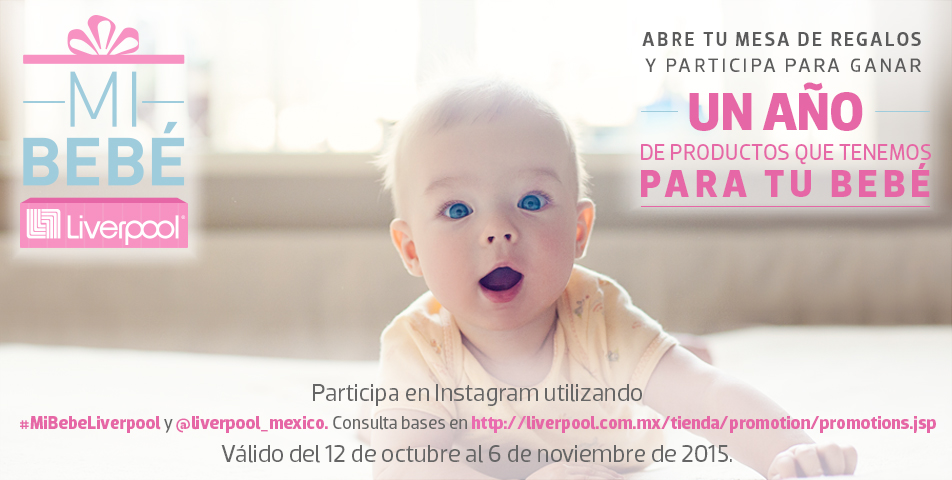 MI
BEBÉ
Liverpool®
ABRE TU MESA DE REGALOS
Y PARTICIPA PARA GANAR
UN AÑO
DE PRODUCTOS QUE TENEMOS
PARA TU BEBÉ
Participa en Instagram utilizando
#MiBebeLiverpool y @liverpool_mexico. Consulta bases en http://liverpool.com.mx/tienda/promotion/promotions.jsp
Válido del 12 de octubre al 6 de noviembre de 2015.